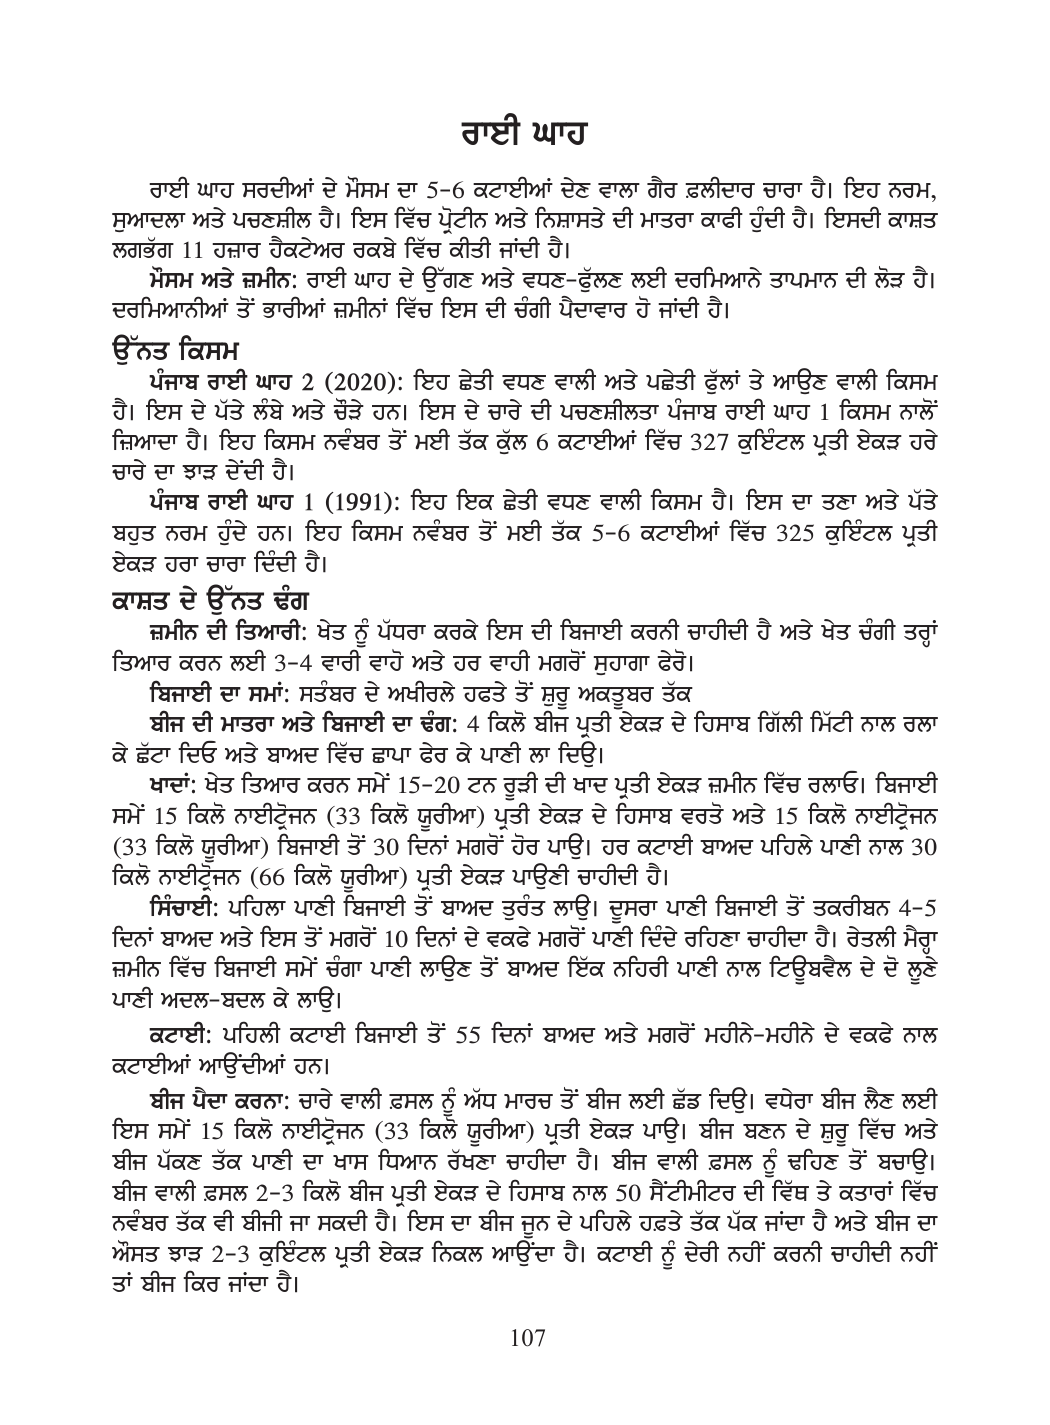 ਰਾਈ ਘਾਹ
ਰਾਈ ਘਾਹ ਸਰਦੀਆਂ ਦੇ ਮੌਸਮ ਦਾ 5-6 ਕਟਾਈਆਂ ਦੇਣ ਵਾਲਾ ਗੈਰ ਫ਼ਲੀਦਾਰ ਚਾਰਾ ਹੈ। ਇਹ ਨਰਮ,
ਸੁਆਦਲਾ ਅਤੇ ਪਚਣਸ਼ੀਲ ਹੈ। ਇਸ ਵਿੱਚ ਪ੍ਰੋਟੀਨ ਅਤੇ ਨਿਸ਼ਾਸਤੇ ਦੀ ਮਾਤਰਾ ਕਾਫੀ ਹੁੰਦੀ ਹੈ। ਇਸਦੀ ਕਾਸ਼ਤ
ਲਗਭੱਗ 11 ਹਜ਼ਾਰ ਹੈਕਟੇਅਰ ਰਕਬੇ ਵਿੱਚ ਕੀਤੀ ਜਾਂਦੀ ਹੈ।
ਮੌਸਮ ਅਤੇ ਜ਼ਮੀਨ: ਰਾਈ ਘਾਹ ਦੇ ਉੱਗਣ ਅਤੇ ਵਧਣ-ਫੁੱਲਣ ਲਈ ਦਰਮਿਆਨੇ ਤਾਪਮਾਨ ਦੀ ਲੋੜ ਹੈ।
ਦਰਮਿਆਨੀਆਂ ਤੋਂ ਭਾਰੀਆਂ ਜ਼ਮੀਨਾਂ ਵਿੱਚ ਇਸ ਦੀ ਚੰਗੀ ਪੈਦਾਵਾਰ ਹੋ ਜਾਂਦੀ ਹੈ।
ਉੱਨਤ ਕਿਸਮ
ਪੰਜਾਬ ਰਾਈ ਘਾਹ 2 (2020): ਇਹ ਛੇਤੀ ਵਧਣ ਵਾਲੀ ਅਤੇ ਪਛੇਤੀ ਫੁੱਲਾਂ ਤੇ ਆਉਣ ਵਾਲੀ ਕਿਸਮ
ਹੈ। ਇਸ ਦੇ ਪੱਤੇ ਲੰਬੇ ਅਤੇ ਚੌੜੇ ਹਨ। ਇਸ ਦੇ ਚਾਰੇ ਦੀ ਪਚਣਸ਼ੀਲਤਾ ਪੰਜਾਬ ਰਾਈ ਘਾਹ 1 ਕਿਸਮ ਨਾਲੋਂ
ਜ਼ਿਆਦਾ ਹੈ। ਇਹ ਕਿਸਮ ਨਵੰਬਰ ਤੋਂ ਮਈ ਤੱਕ ਕੁੱਲ 6 ਕਟਾਈਆਂ ਵਿੱਚ 327 ਕੁਇੰਟਲ ਪ੍ਰਤੀ ਏਕੜ ਹਰੇ
ਚਾਰੇ ਦਾ ਝਾੜ ਦੇਂਦੀ ਹੈ।
ਪੰਜਾਬ ਰਾਈ ਘਾਹ 1 (1991): ਇਹ ਇਕ ਛੇਤੀ ਵਧਣ ਵਾਲੀ ਕਿਸਮ ਹੈ। ਇਸ ਦਾ ਤਣਾ ਅਤੇ ਪੱਤੇ
ਬਹੁਤ ਨਰਮ ਹੁੰਦੇ ਹਨ। ਇਹ ਕਿਸਮ ਨਵੰਬਰ ਤੋਂ ਮਈ ਤੱਕ 5-6 ਕਟਾਈਆਂ ਵਿੱਚ 325 ਕੁਇੰਟਲ ਪ੍ਰਤੀ
ਏਕੜ ਹਰਾ ਚਾਰਾ ਦਿੰਦੀ ਹੈ।
ਕਾਸ਼ਤ ਦੇ ਉੱਨਤ ਢੰਗ
ਜ਼ਮੀਨ ਦੀ ਤਿਆਰੀ: ਖੇਤ ਨੂੰ ਪੱਧਰਾ ਕਰਕੇ ਇਸ ਦੀ ਬਿਜਾਈ ਕਰਨੀ ਚਾਹੀਦੀ ਹੈ ਅਤੇ ਖੇਤ ਚੰਗੀ ਤਰ੍ਹਾਂ
ਤਿਆਰ ਕਰਨ ਲਈ 3-4 ਵਾਰੀ ਵਾਹੋ ਅਤੇ ਹਰ ਵਾਹੀ ਮਗਰੋਂ ਸੁਹਾਗਾ ਫੇਰੋ।
ਬਿਜਾਈ ਦਾ ਸਮਾਂ: ਸਤੰਬਰ ਦੇ ਅਖੀਰਲੇ ਹਫਤੇ ਤੋਂ ਸ਼ੁਰੂ ਅਕਤੂਬਰ ਤੱਕ
ਬੀਜ ਦੀ ਮਾਤਰਾ ਅਤੇ ਬਿਜਾਈ ਦਾ ਢੰਗ: 4 ਕਿਲੋ ਬੀਜ ਪ੍ਰਤੀ ਏਕੜ ਦੇ ਹਿਸਾਬ ਗਿੱਲੀ ਮਿੱਟੀ ਨਾਲ ਰਲਾ
ਕੇ ਛੱਟਾ ਦਿਓ ਅਤੇ ਬਾਅਦ ਵਿੱਚ ਛਾਪਾ ਫੇਰ ਕੇ ਪਾਣੀ ਲਾ ਦਿਉ।
ਖਾਦਾਂ: ਖੇਤ ਤਿਆਰ ਕਰਨ ਸਮੇਂ 15-20 ਟਨ ਰੂੜੀ ਦੀ ਖਾਦ ਪ੍ਰਤੀ ਏਕੜ ਜ਼ਮੀਨ ਵਿੱਚ ਰਲਾਓ। ਬਿਜਾਈ
ਸਮੇਂ 15 ਕਿਲੋ ਨਾਈਟ੍ਰੋਜਨ (33 ਕਿਲੋ ਯੂਰੀਆ) ਪ੍ਰਤੀ ਏਕੜ ਦੇ ਹਿਸਾਬ ਵਰਤੋ ਅਤੇ 15 ਕਿਲੋ ਨਾਈਟ੍ਰੋਜਨ
(33 ਕਿਲੋ ਯੂਰੀਆ) ਬਿਜਾਈ ਤੋਂ 30 ਦਿਨਾਂ ਮਗਰੋਂ ਹੋਰ ਪਾਉ। ਹਰ ਕਟਾਈ ਬਾਅਦ ਪਹਿਲੇ ਪਾਣੀ ਨਾਲ 30
ਕਿਲੋ ਨਾਈਟ੍ਰੋਜਨ (66 ਕਿਲੋ ਯੂਰੀਆ) ਪ੍ਰਤੀ ਏਕੜ ਪਾਉਣੀ ਚਾਹੀਦੀ ਹੈ।
ਸਿੰਚਾਈ: ਪਹਿਲਾ ਪਾਣੀ ਬਿਜਾਈ ਤੋਂ ਬਾਅਦ ਤੁਰੰਤ ਲਾਉ। ਦੂਸਰਾ ਪਾਣੀ ਬਿਜਾਈ ਤੋਂ ਤਕਰੀਬਨ 4-5
ਦਿਨਾਂ ਬਾਅਦ ਅਤੇ ਇਸ ਤੋਂ ਮਗਰੋਂ 10 ਦਿਨਾਂ ਦੇ ਵਕਫੇ ਮਗਰੋਂ ਪਾਣੀ ਦਿੰਦੇ ਰਹਿਣਾ ਚਾਹੀਦਾ ਹੈ। ਰੇਤਲੀ ਮੈਰ੍ਹਾ
ਜ਼ਮੀਨ ਵਿੱਚ ਬਿਜਾਈ ਸਮੇਂ ਚੰਗਾ ਪਾਣੀ ਲਾਉਣ ਤੋਂ ਬਾਅਦ ਇੱਕ ਨਹਿਰੀ ਪਾਣੀ ਨਾਲ ਟਿਊਬਵੈਲ ਦੇ ਦੋ ਲੂਣੇ
ਪਾਣੀ ਅਦਲ-ਬਦਲ ਕੇ ਲਾਉ।
ਕਟਾਈ: ਪਹਿਲੀ ਕਟਾਈ ਬਿਜਾਈ ਤੋਂ 55 ਦਿਨਾਂ ਬਾਅਦ ਅਤੇ ਮਗਰੋਂ ਮਹੀਨੇ-ਮਹੀਨੇ ਦੇ ਵਕਫੇ ਨਾਲ
ਕਟਾਈਆਂ ਆਉਂਦੀਆਂ ਹਨ।
ਬੀਜ ਪੈਦਾ ਕਰਨਾ: ਚਾਰੇ ਵਾਲੀ ਫ਼ਸਲ ਨੂੰ ਅੱਧ ਮਾਰਚ ਤੋਂ ਬੀਜ ਲਈ ਛੱਡ ਦਿਉ। ਵਧੇਰਾ ਬੀਜ ਲੈਣ ਲਈ
ਇਸ ਸਮੇਂ 15 ਕਿਲੋ ਨਾਈਟ੍ਰੋਜਨ (33 ਕਿਲੋ ਯੂਰੀਆ) ਪ੍ਰਤੀ ਏਕੜ ਪਾਉ। ਬੀਜ ਬਣਨ ਦੇ ਸ਼ੁਰੂ ਵਿੱਚ ਅਤੇ
ਬੀਜ ਪੱਕਣ ਤੱਕ ਪਾਣੀ ਦਾ ਖਾਸ ਧਿਆਨ ਰੱਖਣਾ ਚਾਹੀਦਾ ਹੈ। ਬੀਜ ਵਾਲੀ ਫ਼ਸਲ ਨੂੰ ਢਹਿਣ ਤੋਂ ਬਚਾਉ।
ਬੀਜ ਵਾਲੀ ਫ਼ਸਲ 2-3 ਕਿਲੋ ਬੀਜ ਪ੍ਰਤੀ ਏਕੜ ਦੇ ਹਿਸਾਬ ਨਾਲ 50 ਸੈਂਟੀਮੀਟਰ ਦੀ ਵਿੱਥ ਤੇ ਕਤਾਰਾਂ ਵਿੱਚ
ਨਵੰਬਰ ਤੱਕ ਵੀ ਬੀਜੀ ਜਾ ਸਕਦੀ ਹੈ। ਇਸ ਦਾ ਬੀਜ ਜੂਨ ਦੇ ਪਹਿਲੇ ਹਫ਼ਤੇ ਤੱਕ ਪੱਕ ਜਾਂਦਾ ਹੈ ਅਤੇ ਬੀਜ ਦਾ
ਔਸਤ ਝਾੜ 2-3 ਕੁਇੰਟਲ ਪ੍ਰਤੀ ਏਕੜ ਨਿਕਲ ਆਉਂਦਾ ਹੈ। ਕਟਾਈ ਨੂੰ ਦੇਰੀ ਨਹੀਂ ਕਰਨੀ ਚਾਹੀਦੀ ਨਹੀਂ
ਤਾਂ ਬੀਜ ਕਿਰ ਜਾਂਦਾ ਹੈ।
107